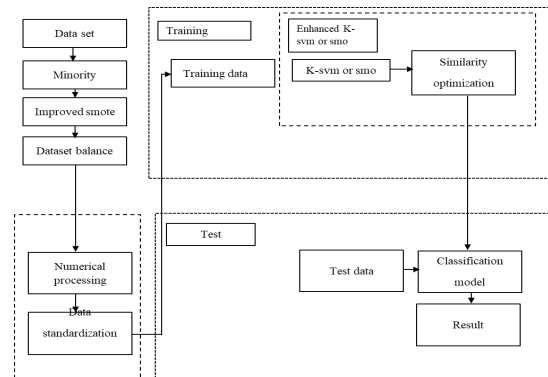 Data set
Minority
Improved smote
Dataset balance
Numerical
processing
Data
standardization
Training
Training data
Enhanced K-
svm or smo
K-svm or smo
Similarity
optimization
Test
Test data
Classification
model
Result